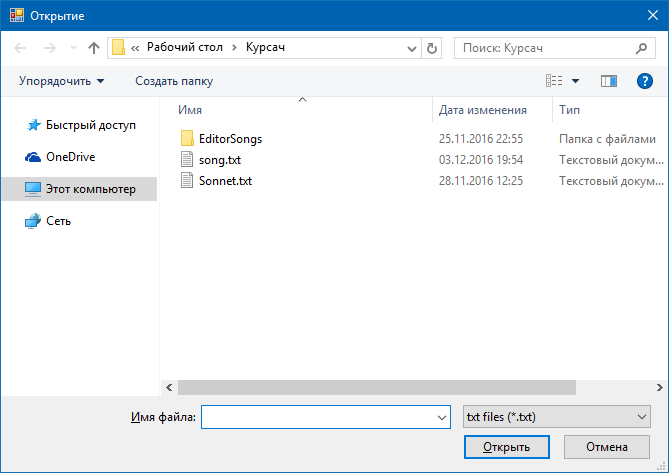 Открытие
« Рабочий стол › Курсач
Поиск: Курсач
Упорядочить Создать папку
Имя Дата изменения Тип
Быстрый доступ
OneDrive
Этот компьютер
Сеть
EditorSongs 25.11.2016 22:55 Папка с файлами
song.txt 03.12.2016 19:54 Текстовый докум...
Sonnet.txt 28.11.2016 12:25 Текстовый докум...
Имя файла: txt files (*.txt)
Открыть Отмена